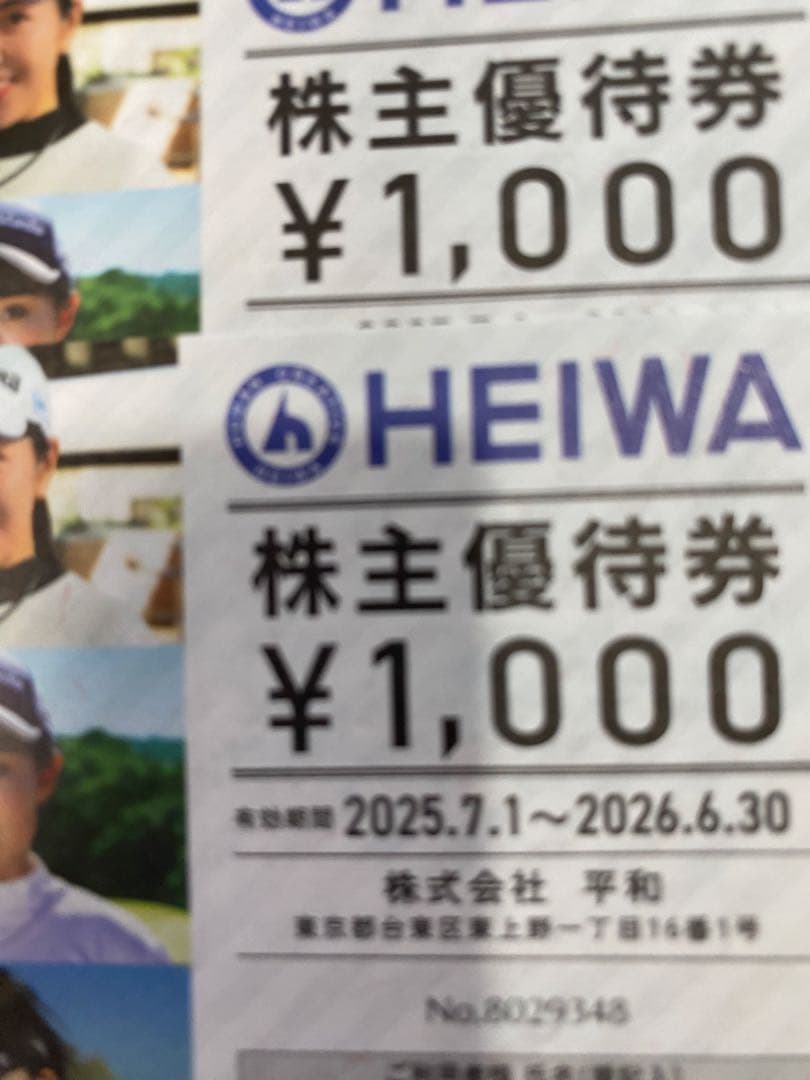 株主優待券
¥1,000
HEIWA
株主優待券
¥1,000
有効期間 2025.7.1～2026.6.30
株式会社 平和
東京都台東区東上野一丁目16番1号
No.8029348